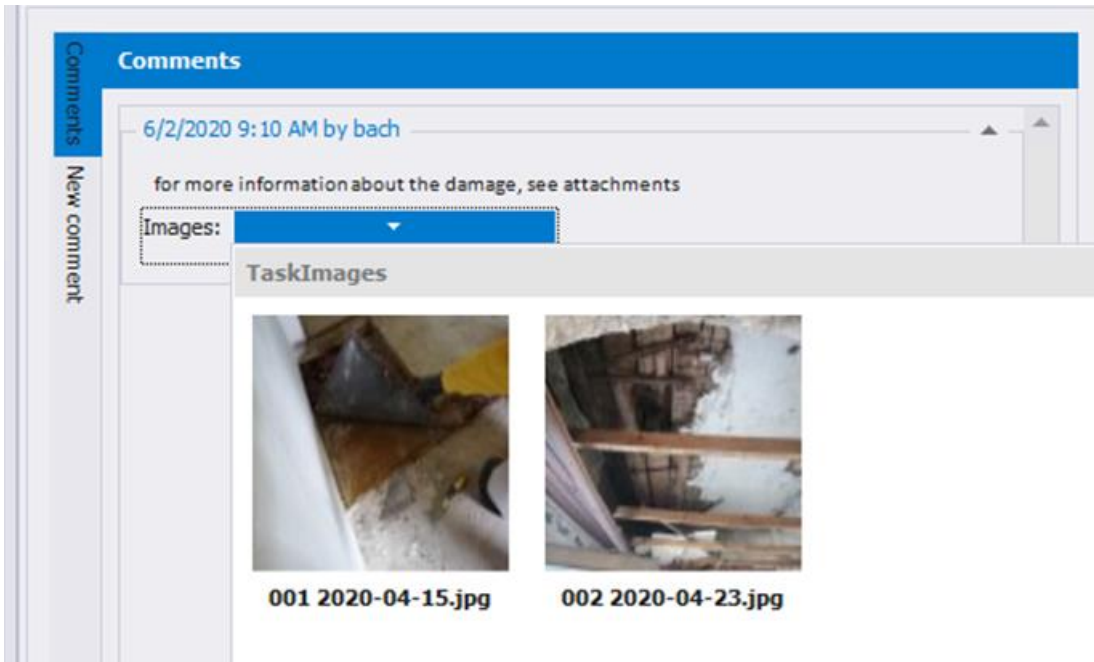 Comments
New comment
Comments
6/2/2020 9:10 AM by bach
for more information about the damage, see attachments
Images:
TaskImages
001 2020-04-15.jpg
002 2020-04-23.jpg